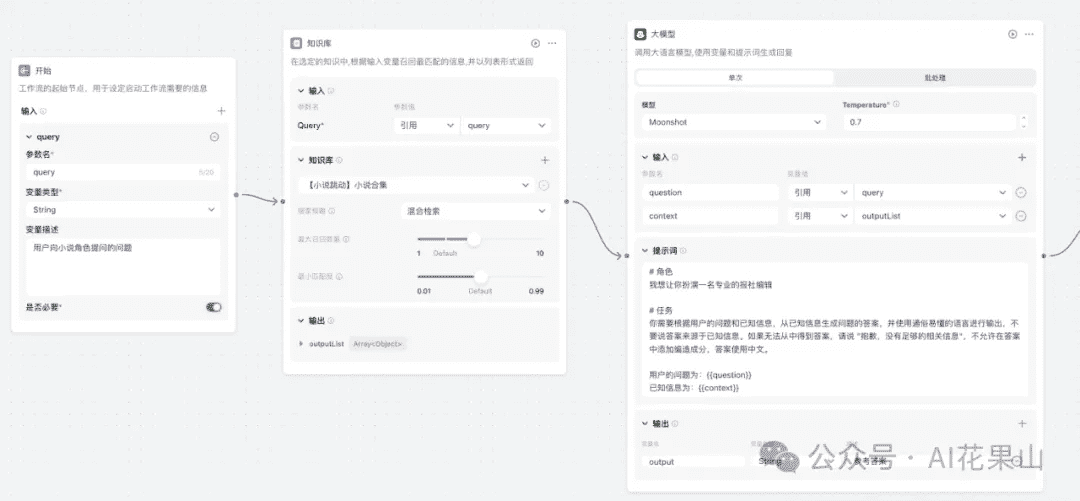 开始
工作流的起始节点，用于设定启动工作流需要的信息
输入
query
参数名*
query
5/20
变量类型*
String
变量描述
用户向小说角色提问的问题
是否必要*
知识库
在选定的知识中,根据输入变量召回最匹配的信息,并以列表形式返回
输入
参数名 参数值
Query* 引用 query
知识库
【小说跳动】小说合集
搜索策略 混合检索
最大召回数量
1 Default 10
最小匹配度
0.01 Default 0.99
输出
outputList Array<Object>
大模型
调用大语言模型,使用变量和提示词生成回复
单次 批处理
模型 Temperature*
Moonshot 0.7
输入
参数名 变量值
question 引用 query
context 引用 outputList
提示词
# 角色
我想让你扮演一名专业的报社编辑
# 任务
你需要根据用户的问题和已知信息、从已知信息生成问题的答案，并使用通俗易懂的语言进行输出，不
要说答案来源于已知信息。如果无法从中得到答案，请说 "抱歉，没有足够的相关信息"，不允许在答案
中添加编造成分，答案使用中文。
用户的问题为：{{question}}
已知信息为：{{context}}
输出
变量名
output String 参考答案
公众号 · AI花果山